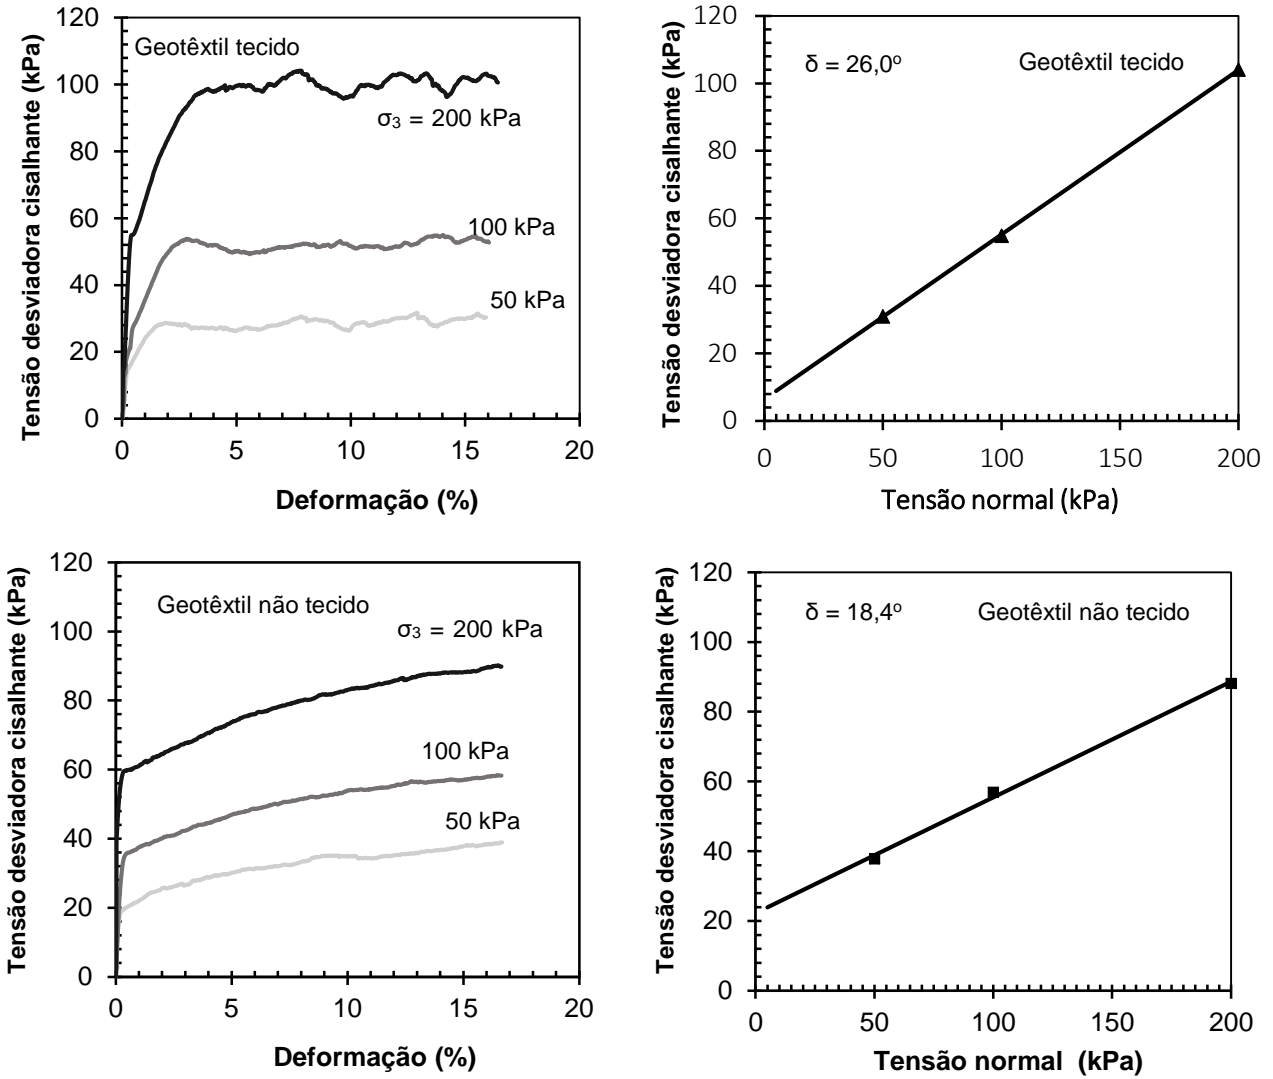 Tensão desviadora cisalhante (kPa)
120
100
80
60
40
20
0
Geotêxtil tecido
σ₃ = 200 kPa
100 kPa
50 kPa
0 5 10 15 20
Deformação (%)
Tensão desviadora cisalhante (kPa)
120
100
80
60
40
20
0
δ = 26,0º
Geotêxtil tecido
0 50 100 150 200
Tensão normal (kPa)
Tensão desviadora cisalhante (kPa)
120
100
80
60
40
20
0
Geotêxtil não tecido
σ₃ = 200 kPa
100 kPa
50 kPa
0 5 10 15 20
Deformação (%)
Tensão desviadora cisalhante (kPa)
120
100
80
60
40
20
0
δ = 18,4º
Geotêxtil não tecido
0 50 100 150 200
Tensão normal (kPa)